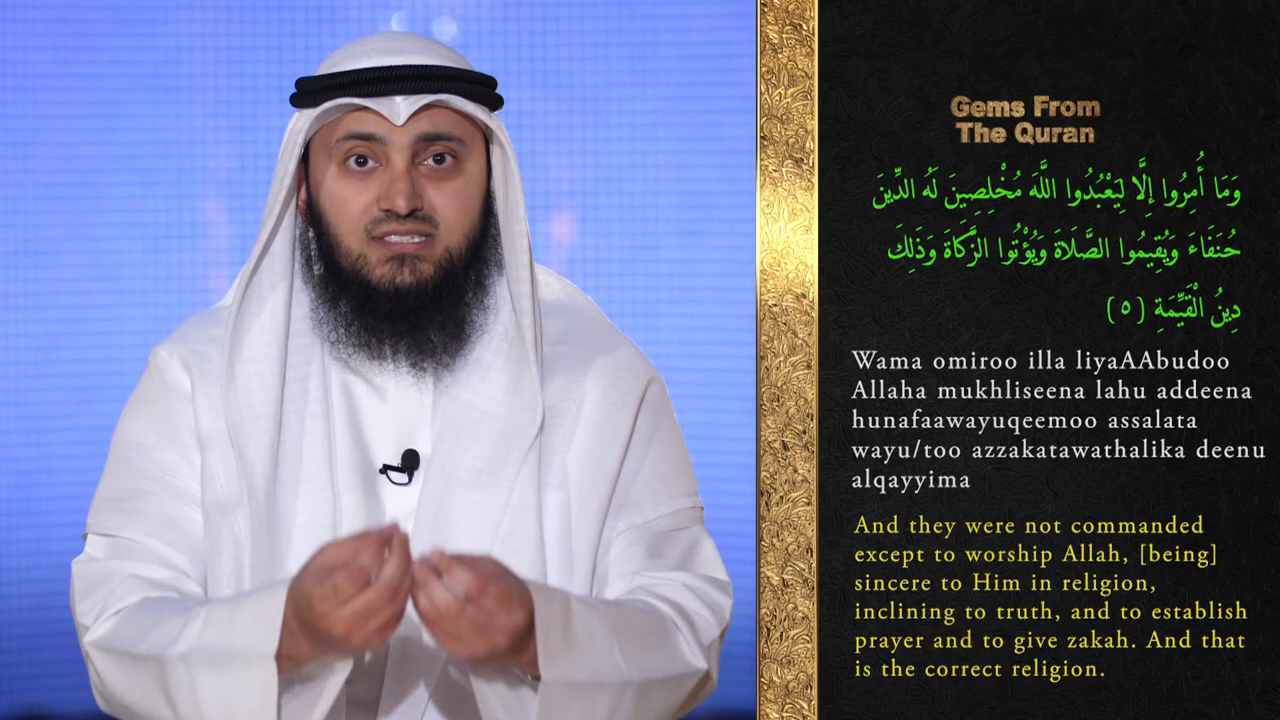 Gems From
The Quran
وَمَا أُمِرُوا إِلَّا لِيَعْبُدُوا اللَّهَ مُخْلِصِينَ لَهُ الدِّينَ
حُنَفَاءَ وَيُقِيمُوا الصَّلَاةَ وَيُؤْتُوا الزَّكَاةَ وَذَلِكَ
دِينُ الْقَيِّمَةِ (٥)
Wama omiroo illa liyaAAbudoo
Allaha mukhliseena lahu addeena
hunafaawayuqeemoo assalata
wayu/too azzakatawathalika deenu
alqayyima
And they were not commanded
except to worship Allah, [being]
sincere to Him in religion,
inclining to truth, and to establish
prayer and to give zakah. And that
is the correct religion.